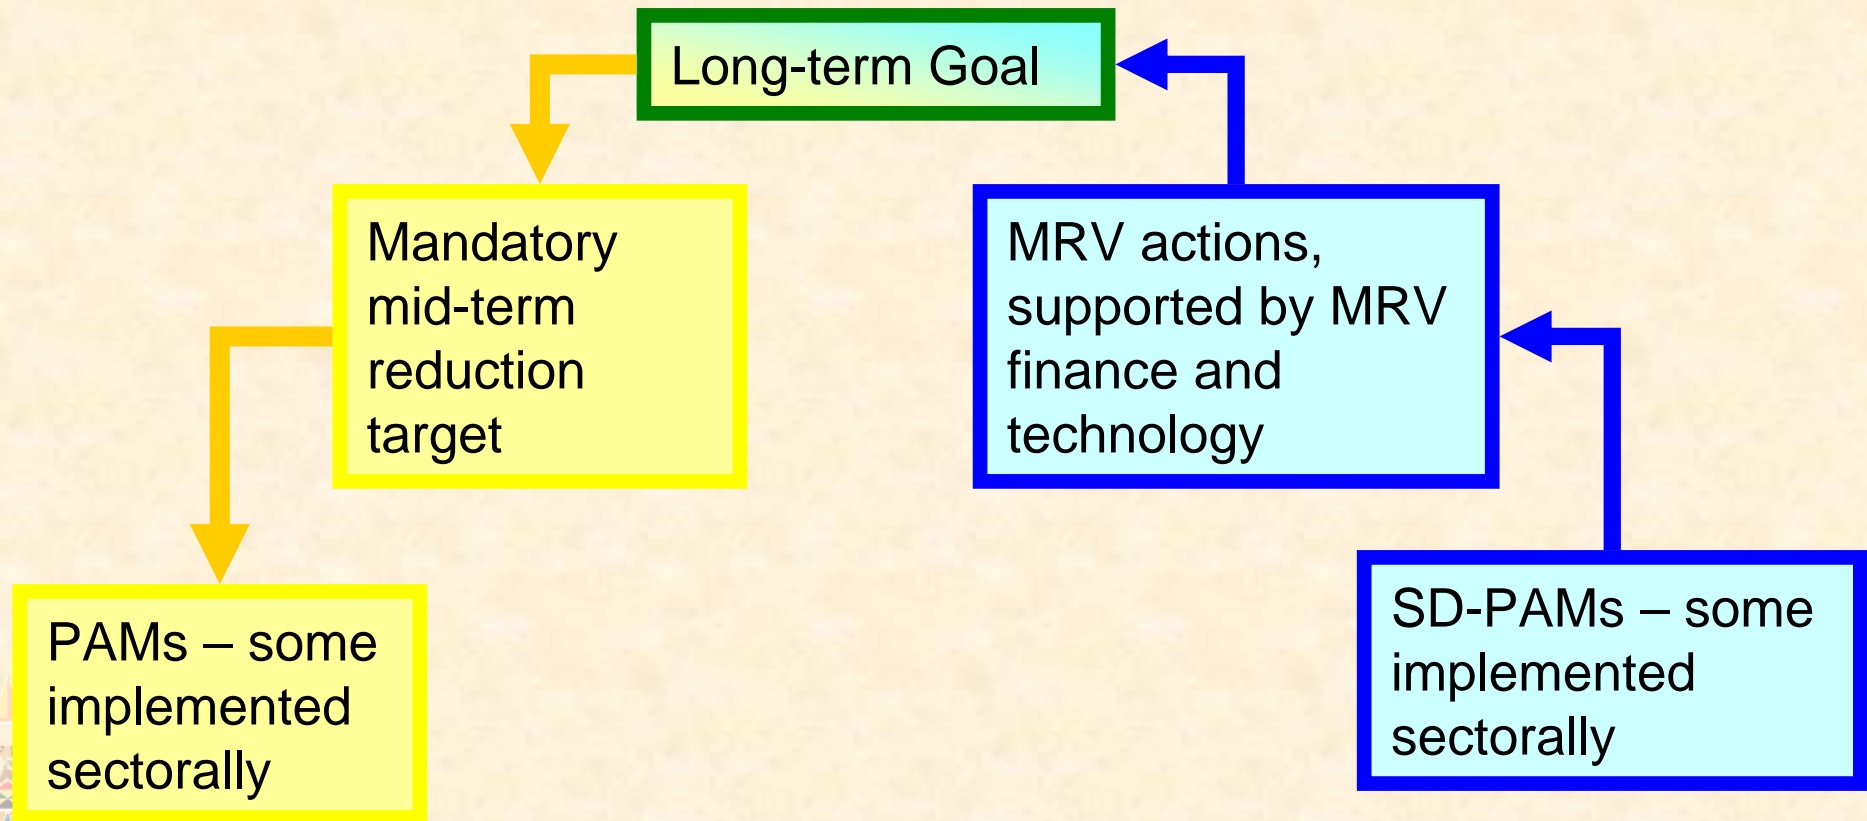 Long-term Goal
Mandatory
mid-term
reduction
target
MRV actions,
supported by MRV
finance and
technology
PAMs – some
implemented
sectorally
SD-PAMs – some
implemented
sectorally